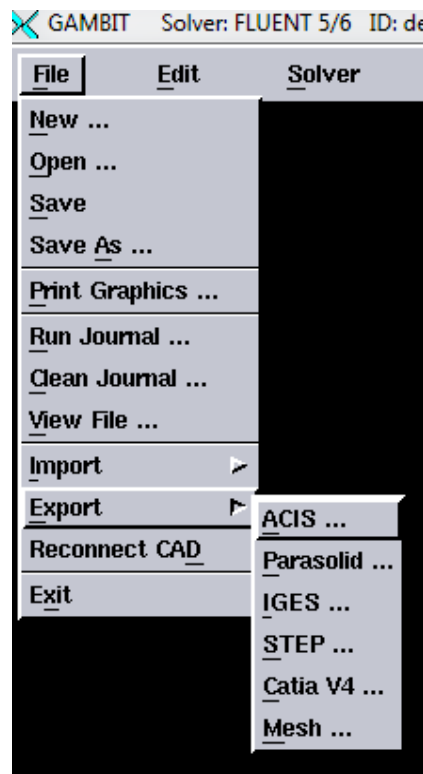 GAMBIT Solver: FLUENT 5/6 ID: de
File Edit Solver
New ...
Open ...
Save
Save As ...
Print Graphics ...
Run Journal ...
Clean Journal ...
View File ...
Import
Export
Reconnect CAD
Exit
ACIS ...
Parasolid ...
IGES ...
STEP ...
Catia V4 ...
Mesh ...